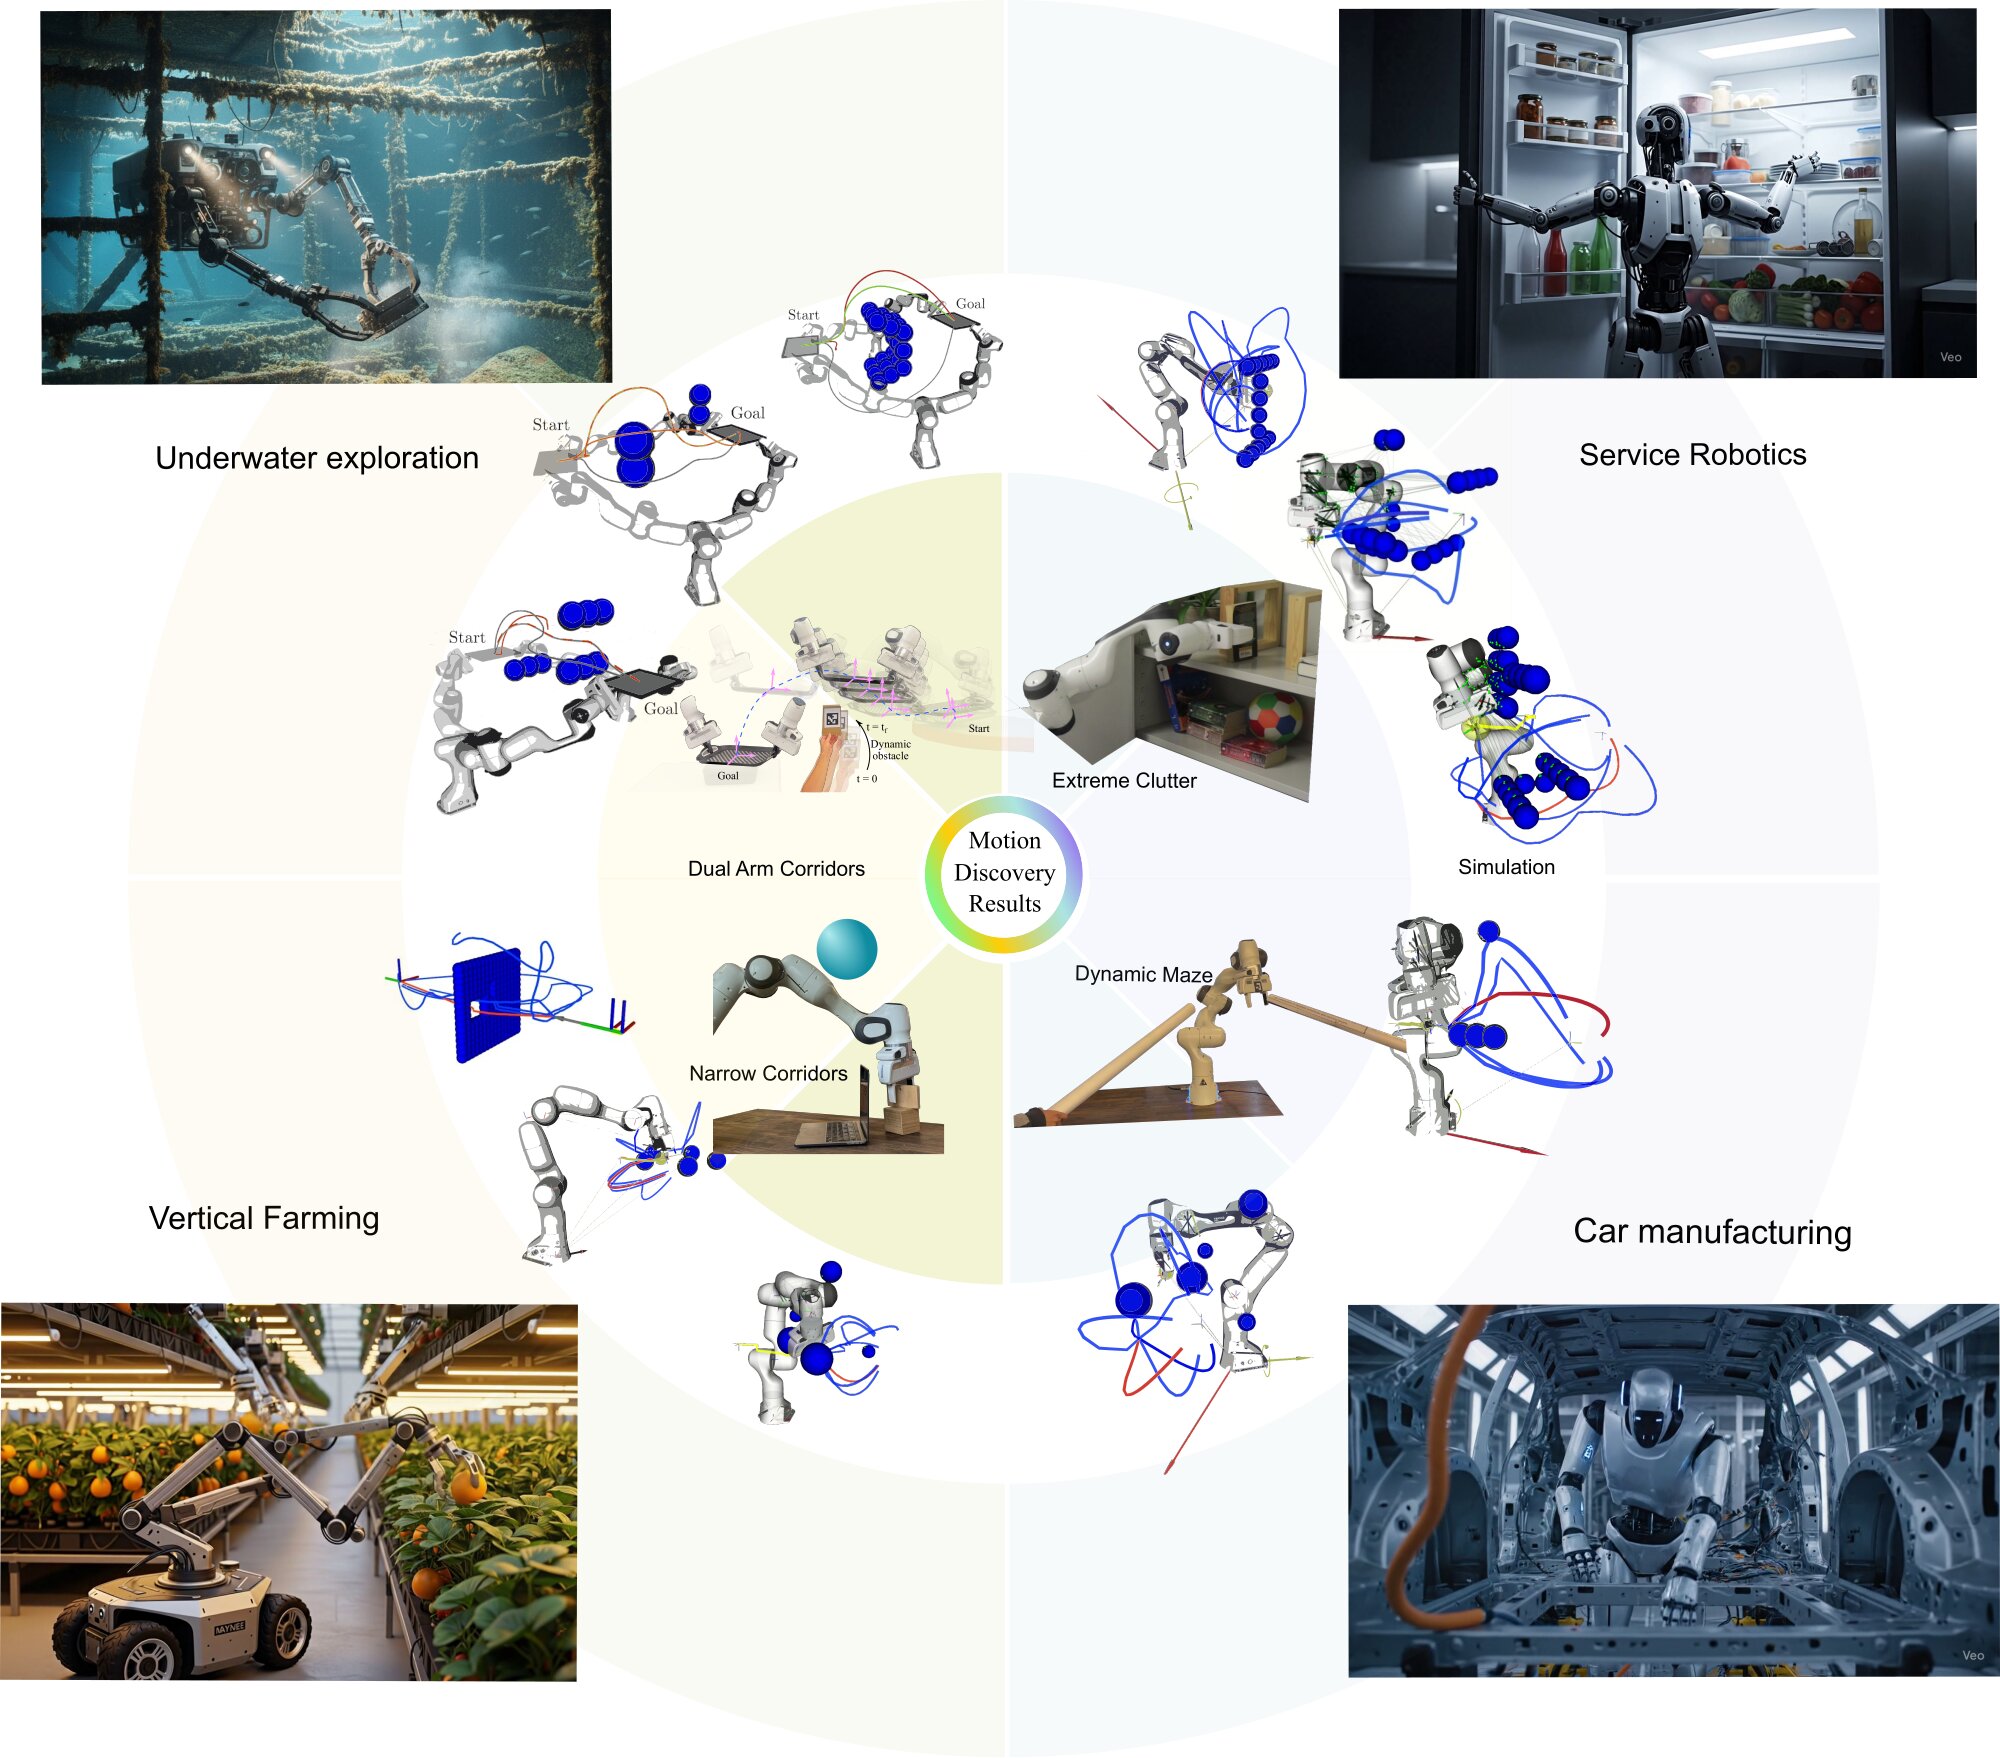 Veo
Start
Goal
Start
Goal
Underwater exploration
Service Robotics
Start
Goal
t = t_f
Dynamic
obstacle
t = 0
Start
Goal
Extreme Clutter
Dual Arm Corridors
Motion
Discovery
Results
Simulation
Dynamic Maze
Narrow Corridors
Vertical Farming
Car manufacturing
Veo